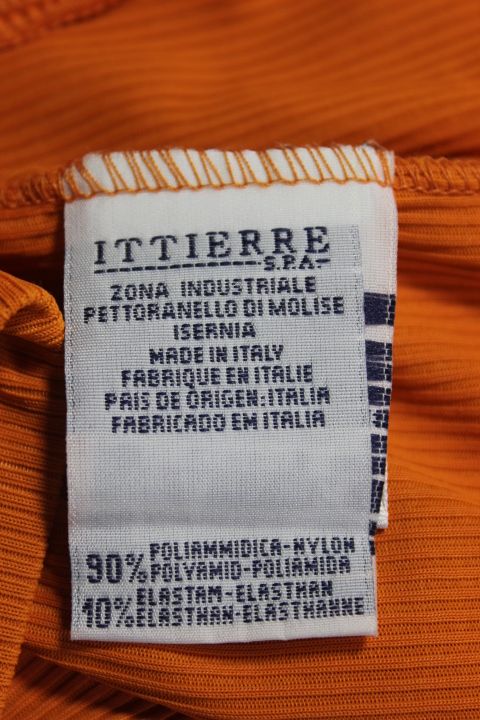 ITTIERRE
S.P.A.
ZONA INDUSTRIALE
PETTORANELLO DI MOLISE
ISERNIA
MADE IN ITALY
FABRIQUE EN ITALIE
PAIS DE ORIGEN: ITALIA
FABRICADO EM ITALIA
90% POLIAMMIDICA-NYLON
POLYAMID-POLIAMIDA
10% ELASTAM-ELASTHAN
ELASTHAN-ELASTHANNE